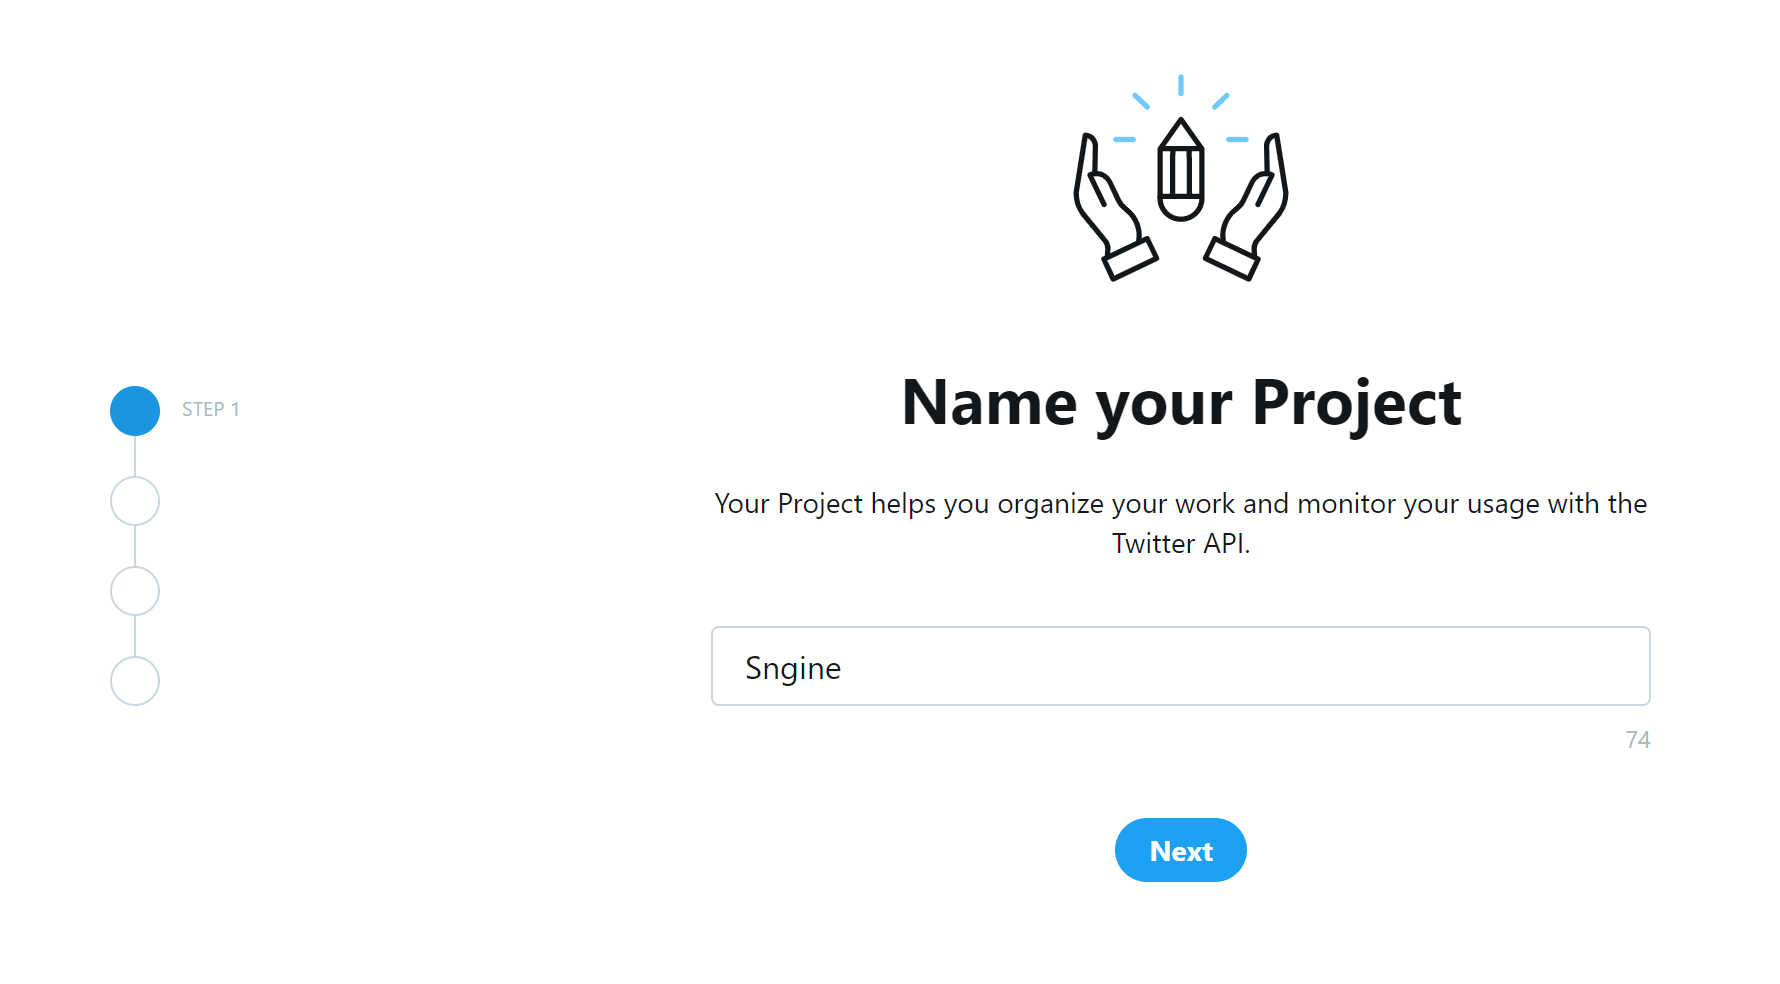 STEP 1
Name your Project
Your Project helps you organize your work and monitor your usage with the
Twitter API.
Sngine
74
Next